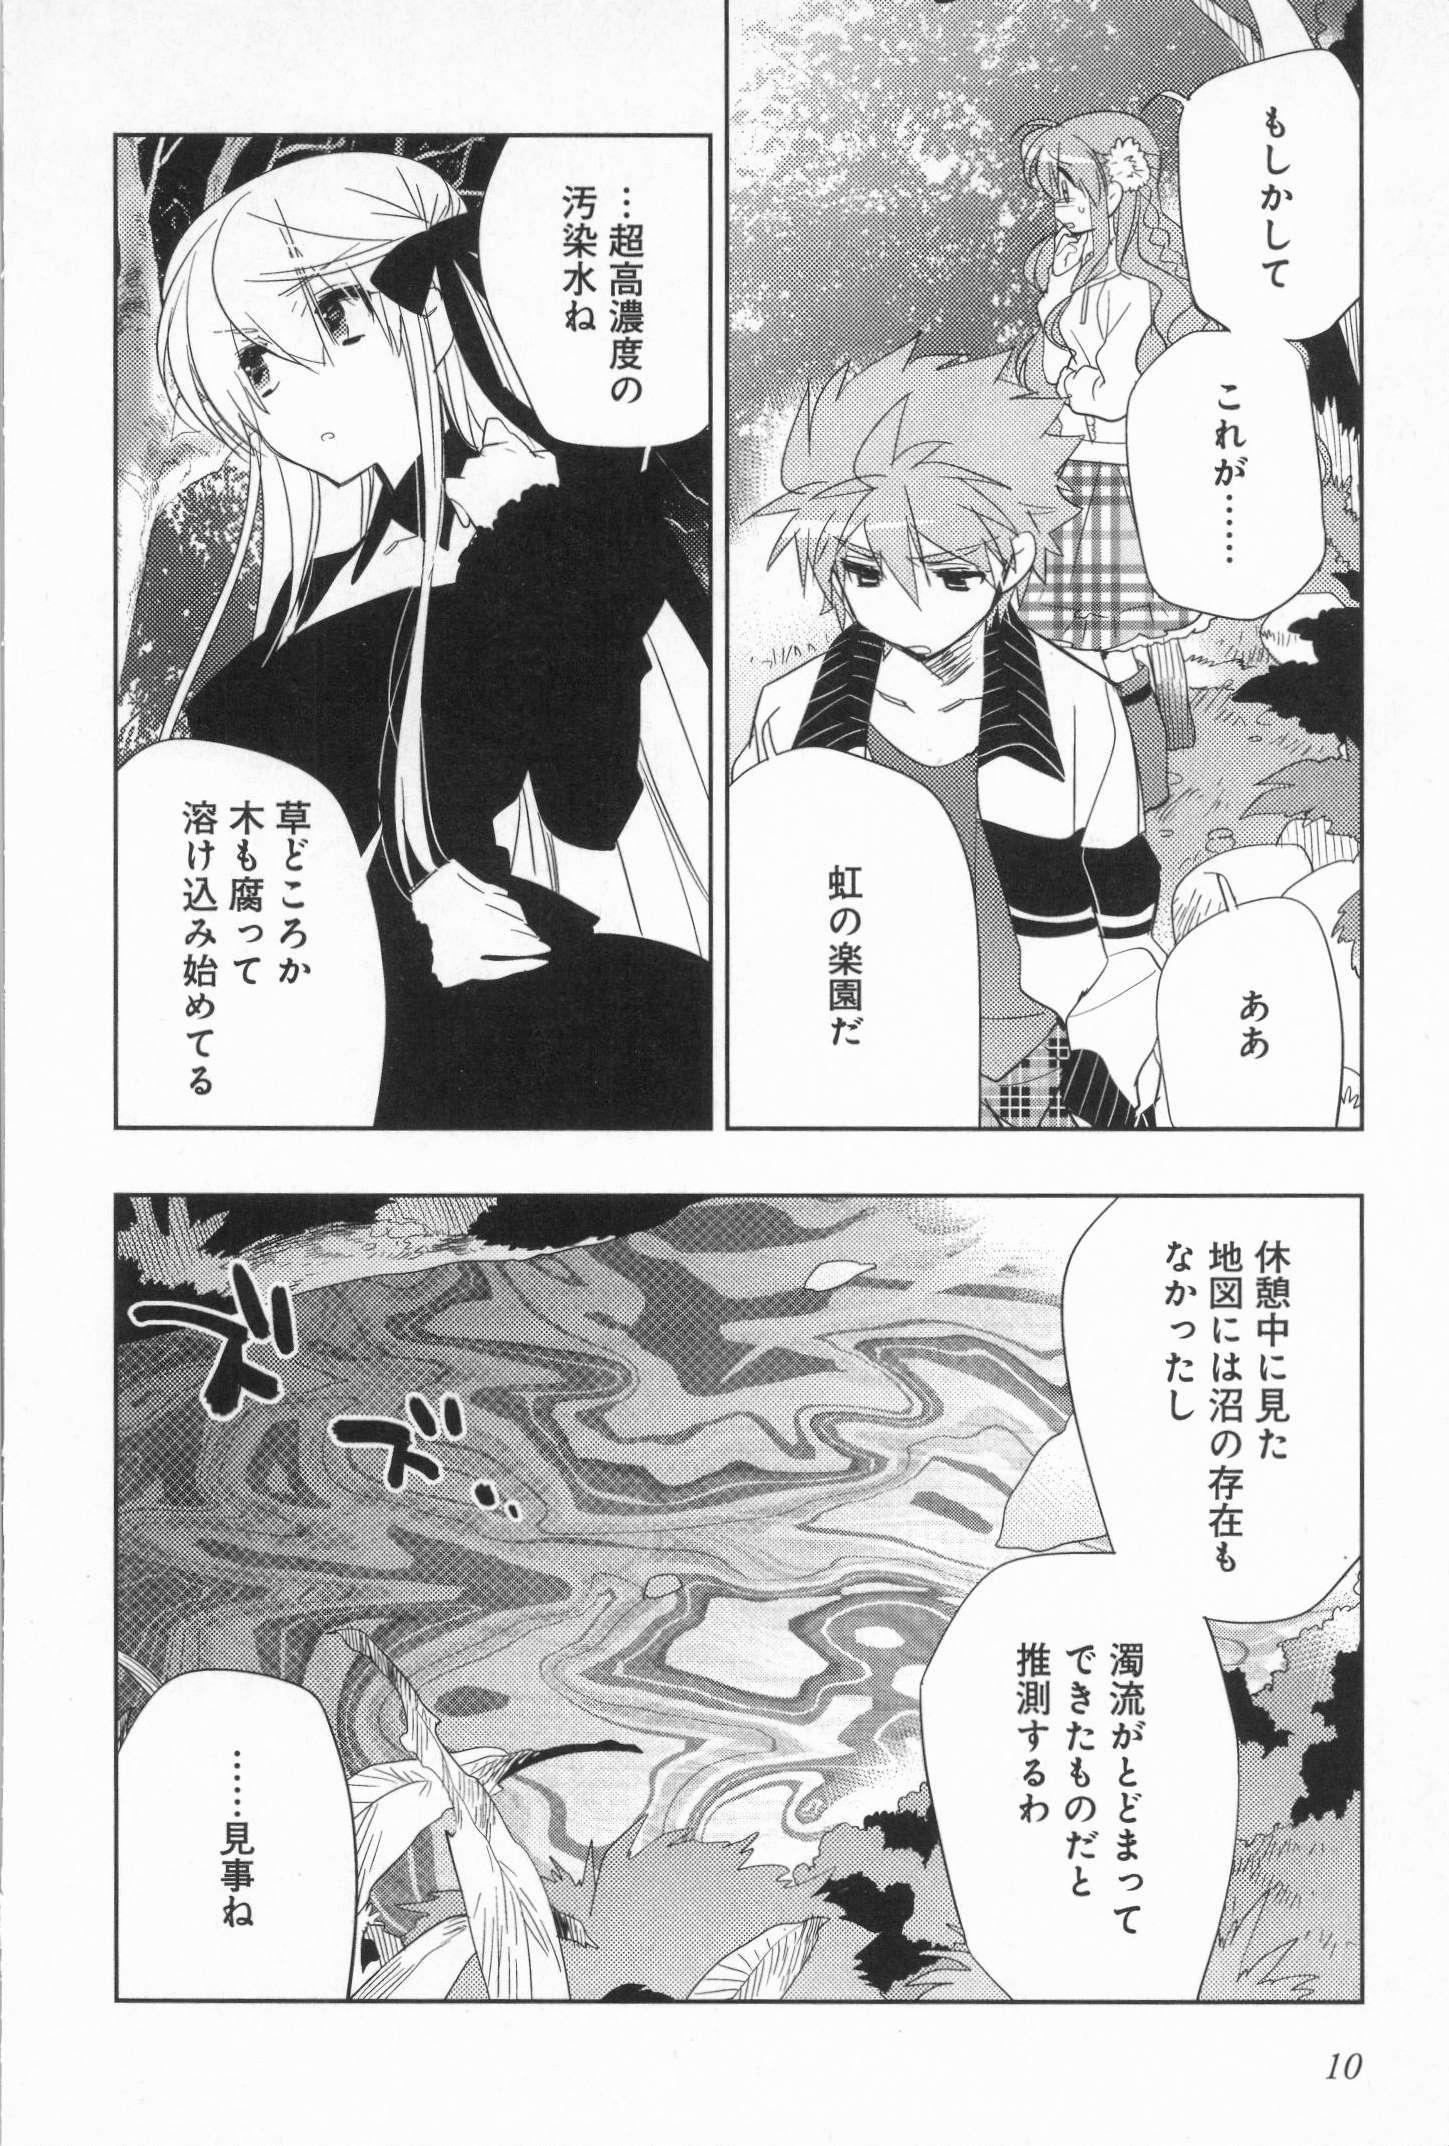 もしかして
これが……
ああ
虹の楽園だ
…超高濃度の
汚染水ね
草どころか
木も腐って
溶け込み始めてる
休憩中に見た
地図には沼の存在も
なかったし
濁流がとどまって
できたものだと
推測するわ
ズズ…
……見事ね
10